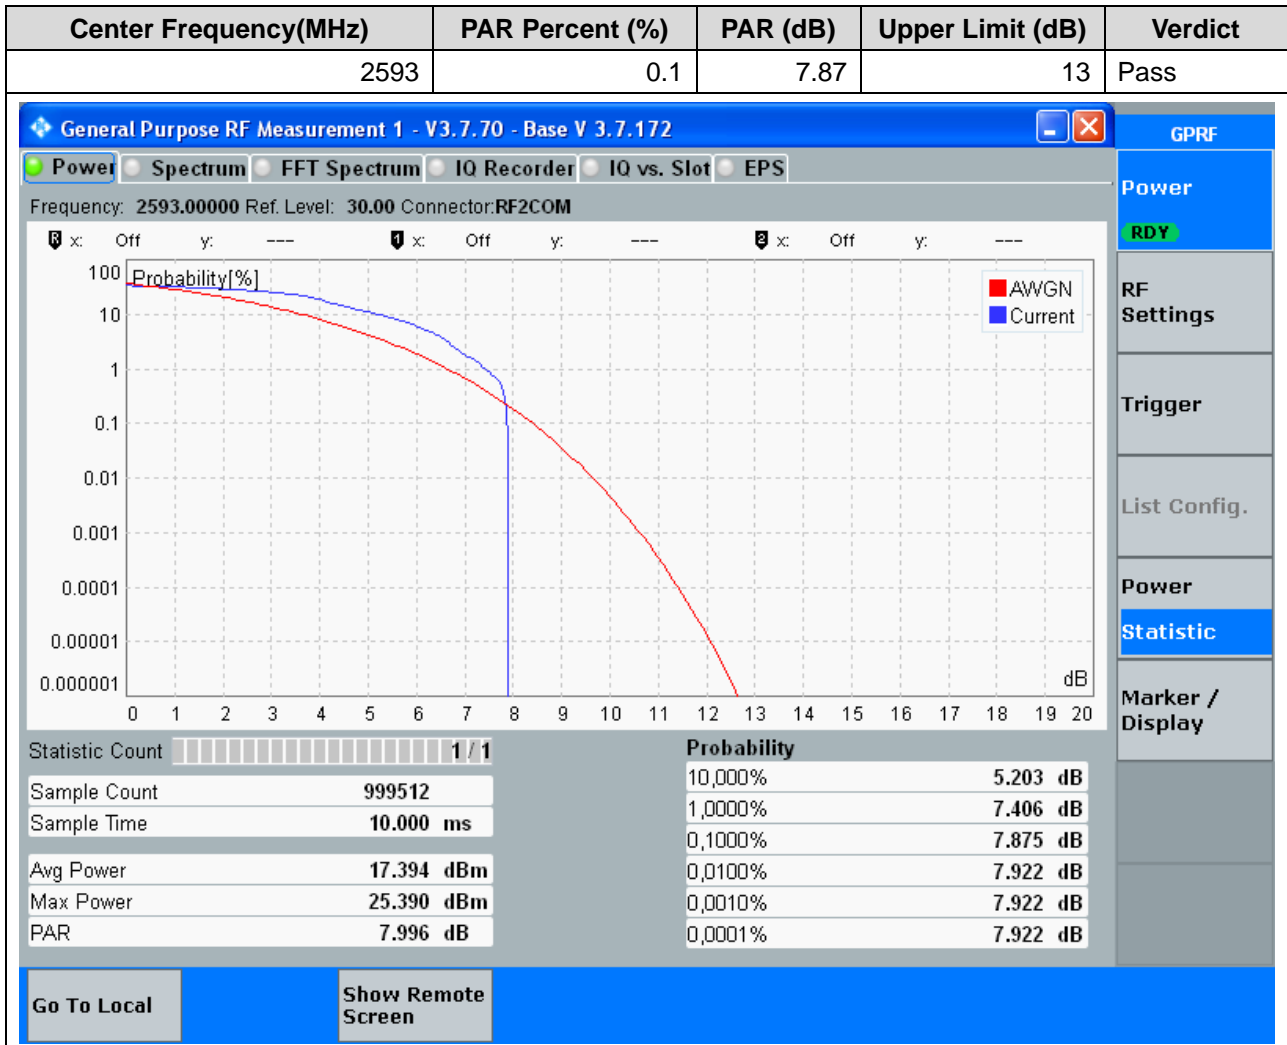 Center Frequency(MHz) PAR Percent (%) PAR (dB) Upper Limit (dB) Verdict
2593 0.1 7.87 13 Pass
General Purpose RF Measurement 1 - V3.7.70 - Base V 3.7.172
GPRF
Power Spectrum FFT Spectrum IQ Recorder IQ vs. Slot EPS
Power
RDY
Frequency: 2593.00000 Ref. Level: 30.00 Connector:RF2COM
R x: Off y: --- 1 x: Off y: --- 2 x: Off y: ---
Probability[%]
AWGN
Current
100
10
1
0.1
0.01
0.001
0.0001
0.00001
0.000001
dB
0 1 2 3 4 5 6 7 8 9 10 11 12 13 14 15 16 17 18 19 20
RF
Settings
Trigger
List Config.
Power
Statistic
Marker /
Display
Statistic Count 1 / 1
Sample Count 999512
Sample Time 10.000 ms
Avg Power 17.394 dBm
Max Power 25.390 dBm
PAR 7.996 dB
Probability
10,000% 5.203 dB
1,0000% 7.406 dB
0,1000% 7.875 dB
0,0100% 7.922 dB
0,0010% 7.922 dB
0,0001% 7.922 dB
Go To Local
Show Remote
Screen